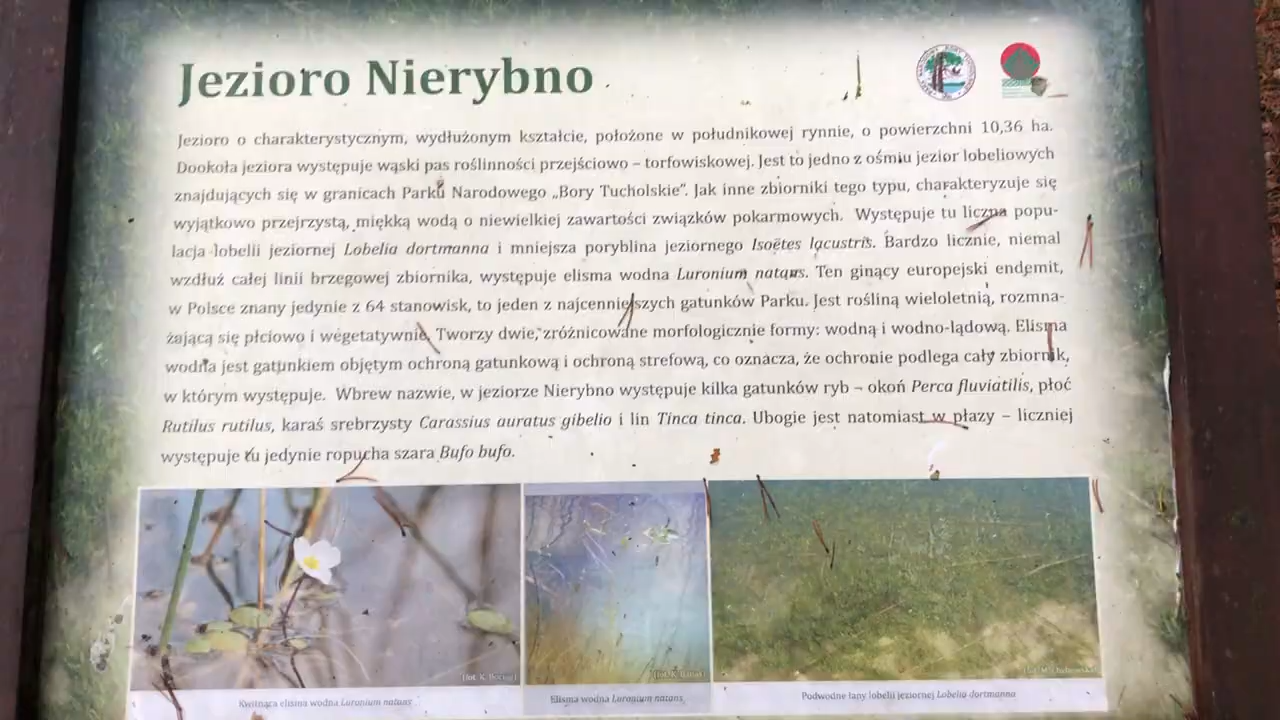 Jezioro Nierybno
Jezioro o charakterystycznym, wydłużonym kształcie, położone w południkowej rynnie, o powierzchni 10,36 ha.
Dookoła jeziora występuje wąski pas roślinności przejściowo – torfowiskowej. Jest to jedno z ośmiu jezior lobeliowych
znajdujących się w granicach Parku Narodowego „Bory Tucholskie”. Jak inne zbiorniki tego typu, charakteryzuje się
wyjątkowo przejrzystą, miękką wodą o niewielkiej zawartości związków pokarmowych. Występuje tu liczna popu-
lacja lobelii jeziornej Lobelia dortmanna i mniejsza poryblina jeziornego Isoëtes lacustris. Bardzo licznie, niemal
wzdłuż całej linii brzegowej zbiornika, występuje elisma wodna Luronium natans. Ten ginący europejski endemit,
w Polsce znany jedynie z 64 stanowisk, to jeden z najcenniejszych gatunków Parku. Jest rośliną wieloletnią, rozmna-
żającą się płciowo i wegetatywnie. Tworzy dwie, zróżnicowane morfologicznie formy: wodną i wodno-lądową. Elisma
wodna jest gatunkiem objętym ochroną gatunkową i ochroną strefową, co oznacza, że ochronie podlega cały zbiornik,
w którym występuje. Wbrew nazwie, w jeziorze Nierybno występuje kilka gatunków ryb – okoń Perca fluviatilis, płoć
Rutilus rutilus, karaś srebrzysty Carassius auratus gibelio i lin Tinca tinca. Ubogie jest natomiast w płazy – liczniej
występuje tu jedynie ropucha szara Bufo bufo.
Kwitnąca elisma wodna Luronium natans
Elisma wodna Luronium natans
Podwodne łany lobelii jeziornej Lobelia dortmanna